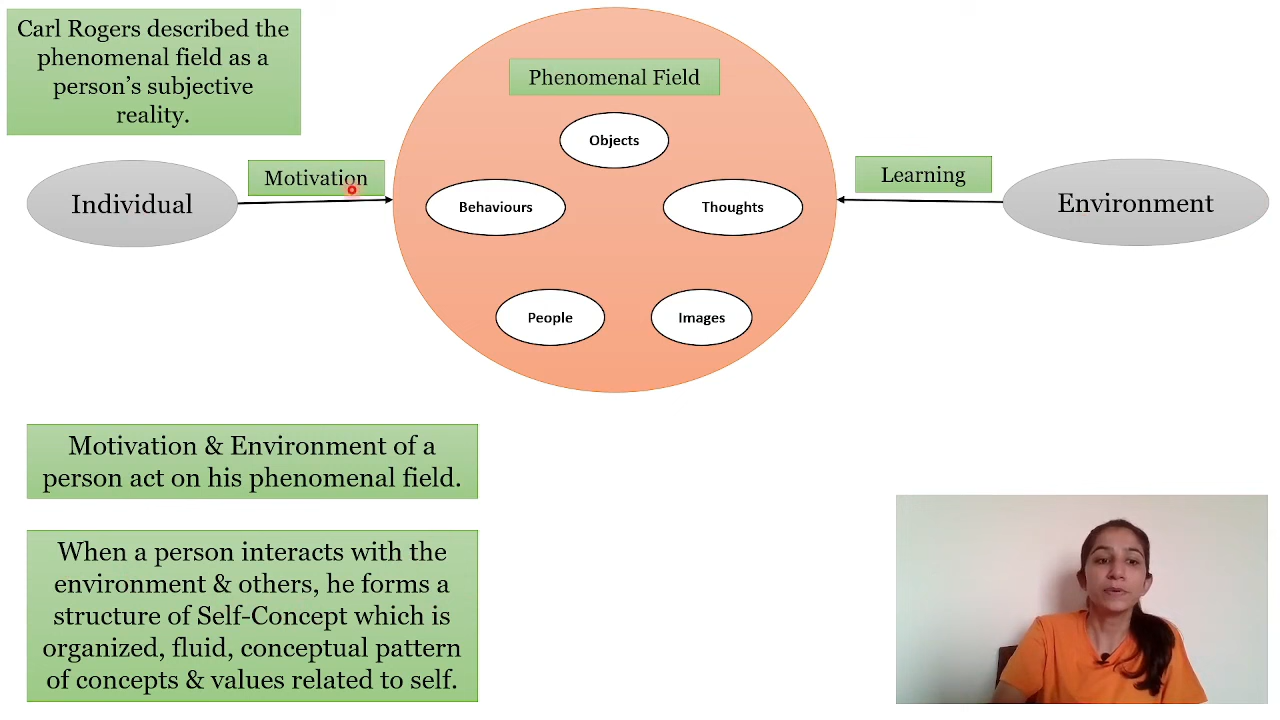 Carl Rogers described the
phenomenal field as a
person’s subjective
reality.
Phenomenal Field
Objects
Motivation
Learning
Individual
Behaviours
Thoughts
Environment
People
Images
Motivation & Environment of a
person act on his phenomenal field.
When a person interacts with the
environment & others, he forms a
structure of Self-Concept which is
organized, fluid, conceptual pattern
of concepts & values related to self.